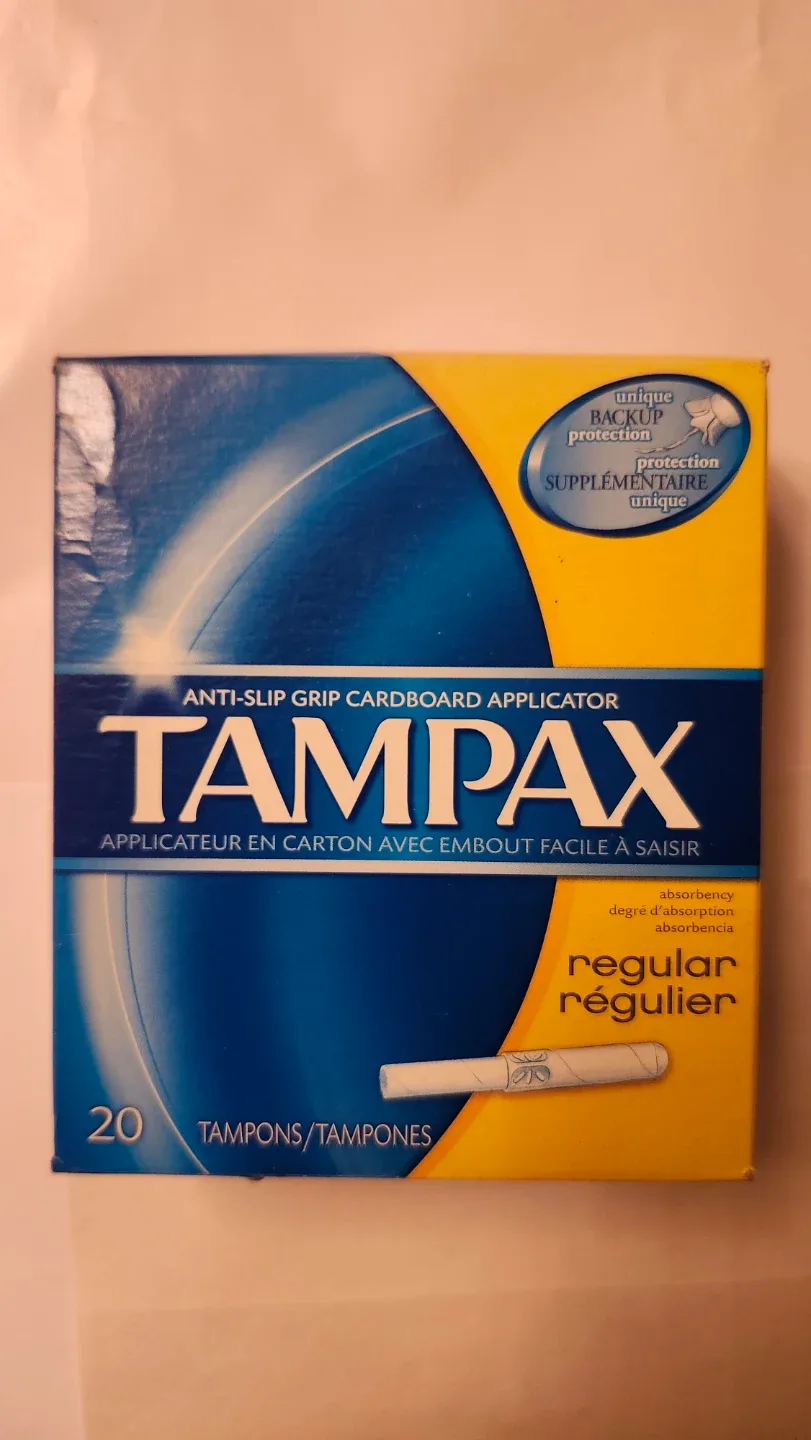 unique
BACKUP
protection
protection
SUPPLÉMENTAIRE
unique
ANTI-SLIP GRIP CARDBOARD APPLICATOR
TAMPAX
APPLICATEUR EN CARTON AVEC EMBOUT FACILE À SAISIR
absorbency
degré d'absorption
absorbencia
regular
régulier
20 TAMPONS/TAMPONES